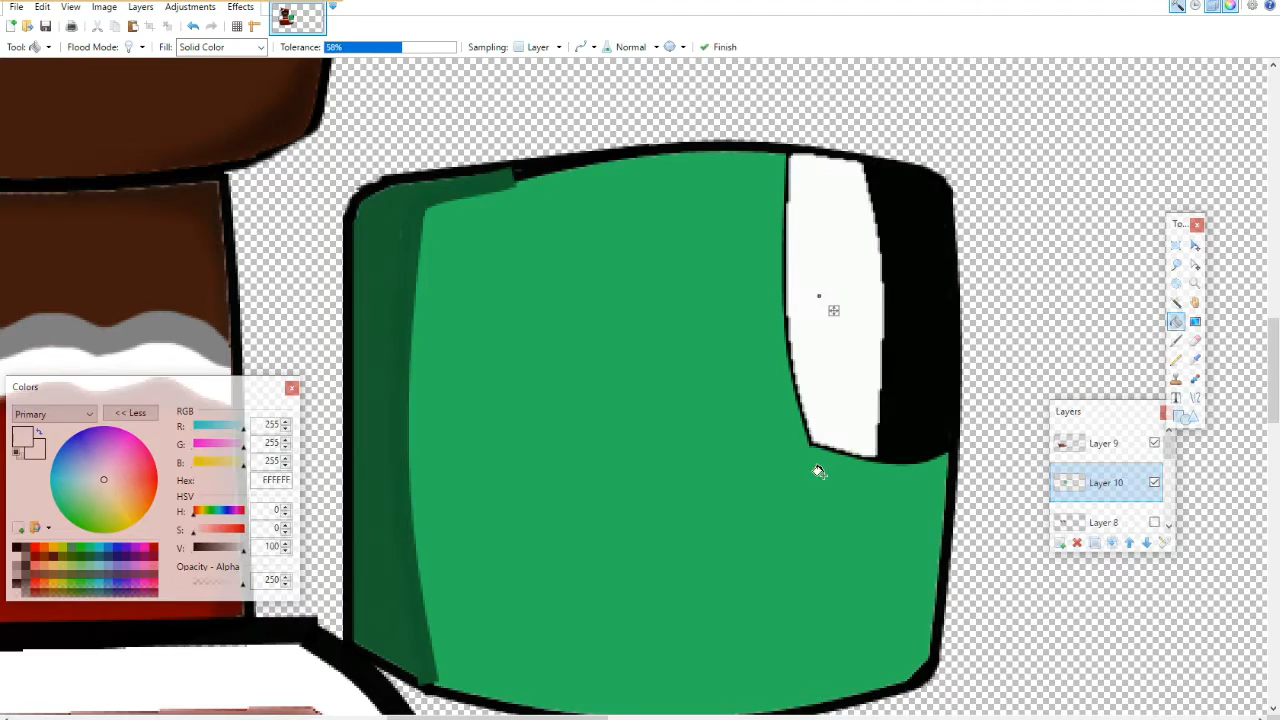 File Edit View Image Layers Adjustments Effects
Tool: Flood Mode: Fill: Solid Color Tolerance: 58% Sampling: Layer Normal Finish
To... x
Colors x
Primary << Less
RGB
R: 255
G: 255
B: 255
Hex: FFFFFF
HSV
H: 0
S: 0
V: 100
Opacity - Alpha
250
Layers
Layer 9
Layer 10
Layer 8
T